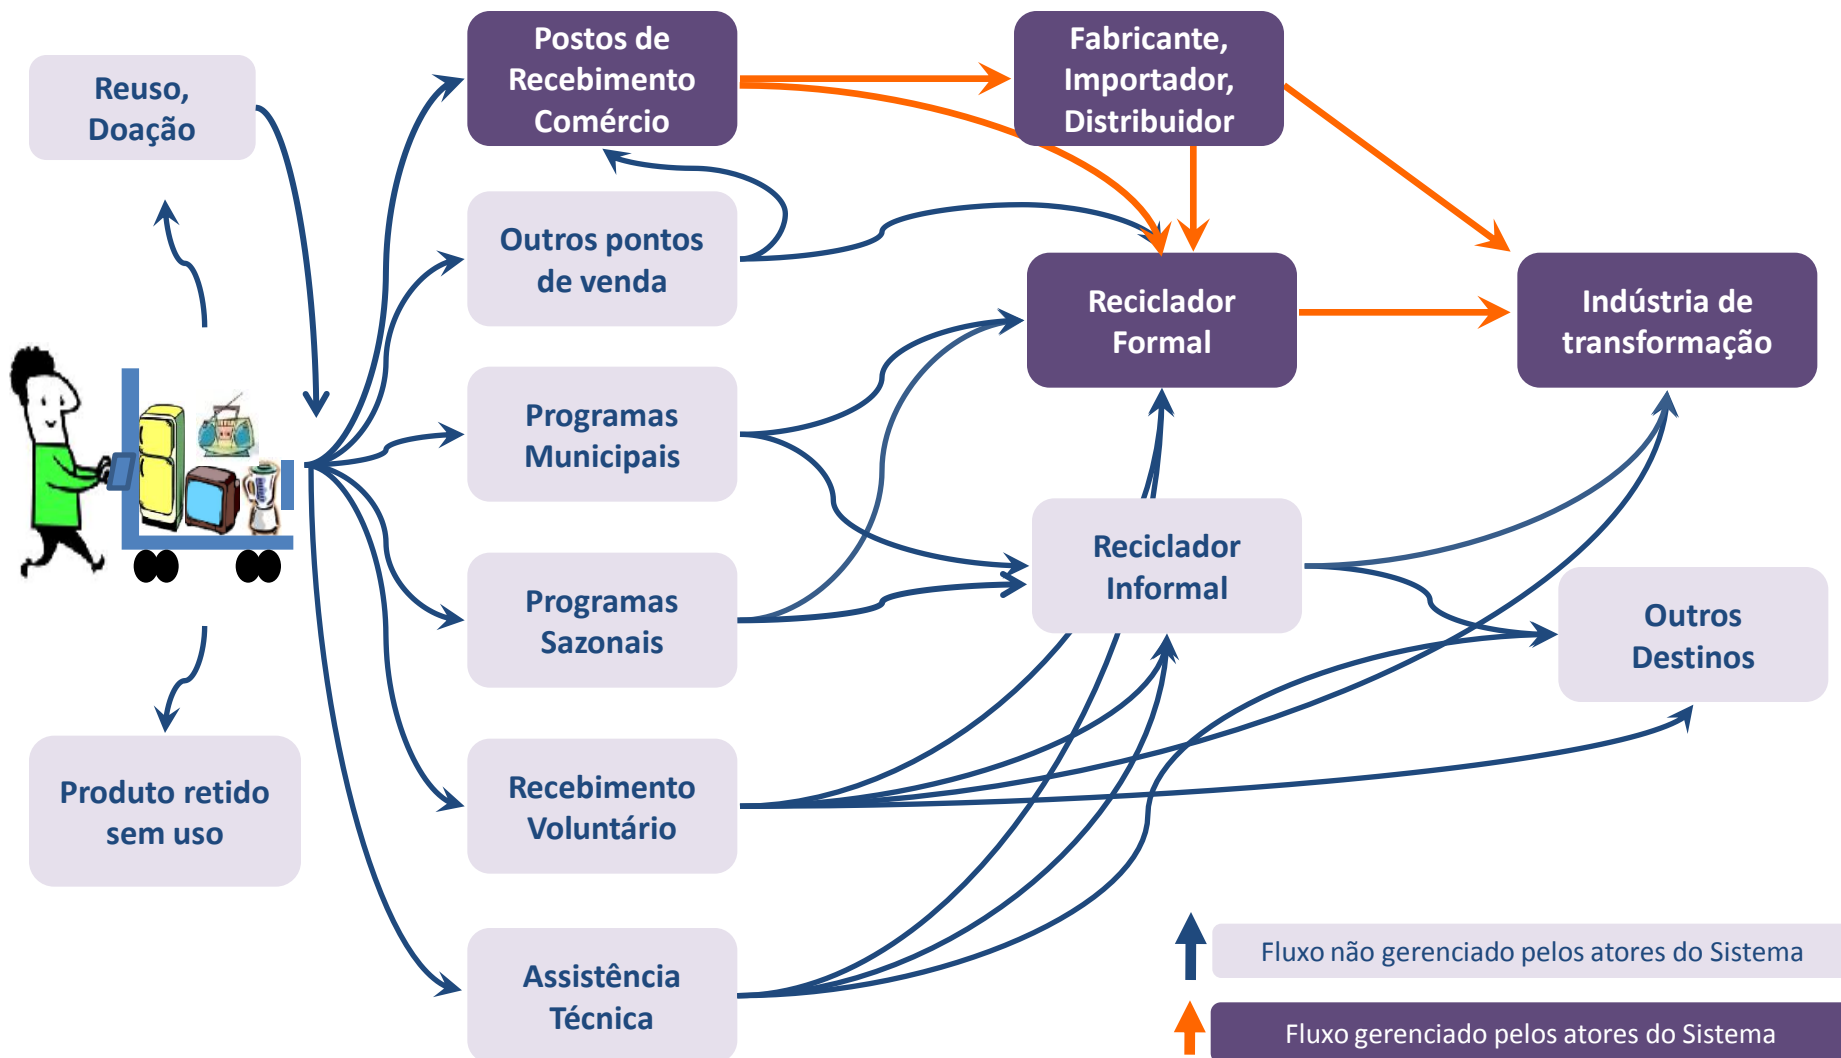 Reuso,
Doação
Postos de
Recebimento
Comércio
Fabricante,
Importador,
Distribuidor
Outros pontos
de venda
Reciclador
Formal
Indústria de
transformação
Programas
Municipais
Reciclador
Informal
Programas
Sazonais
Outros
Destinos
Produto retido
sem uso
Recebimento
Voluntário
Assistência
Técnica
Fluxo não gerenciado pelos atores do Sistema
Fluxo gerenciado pelos atores do Sistema